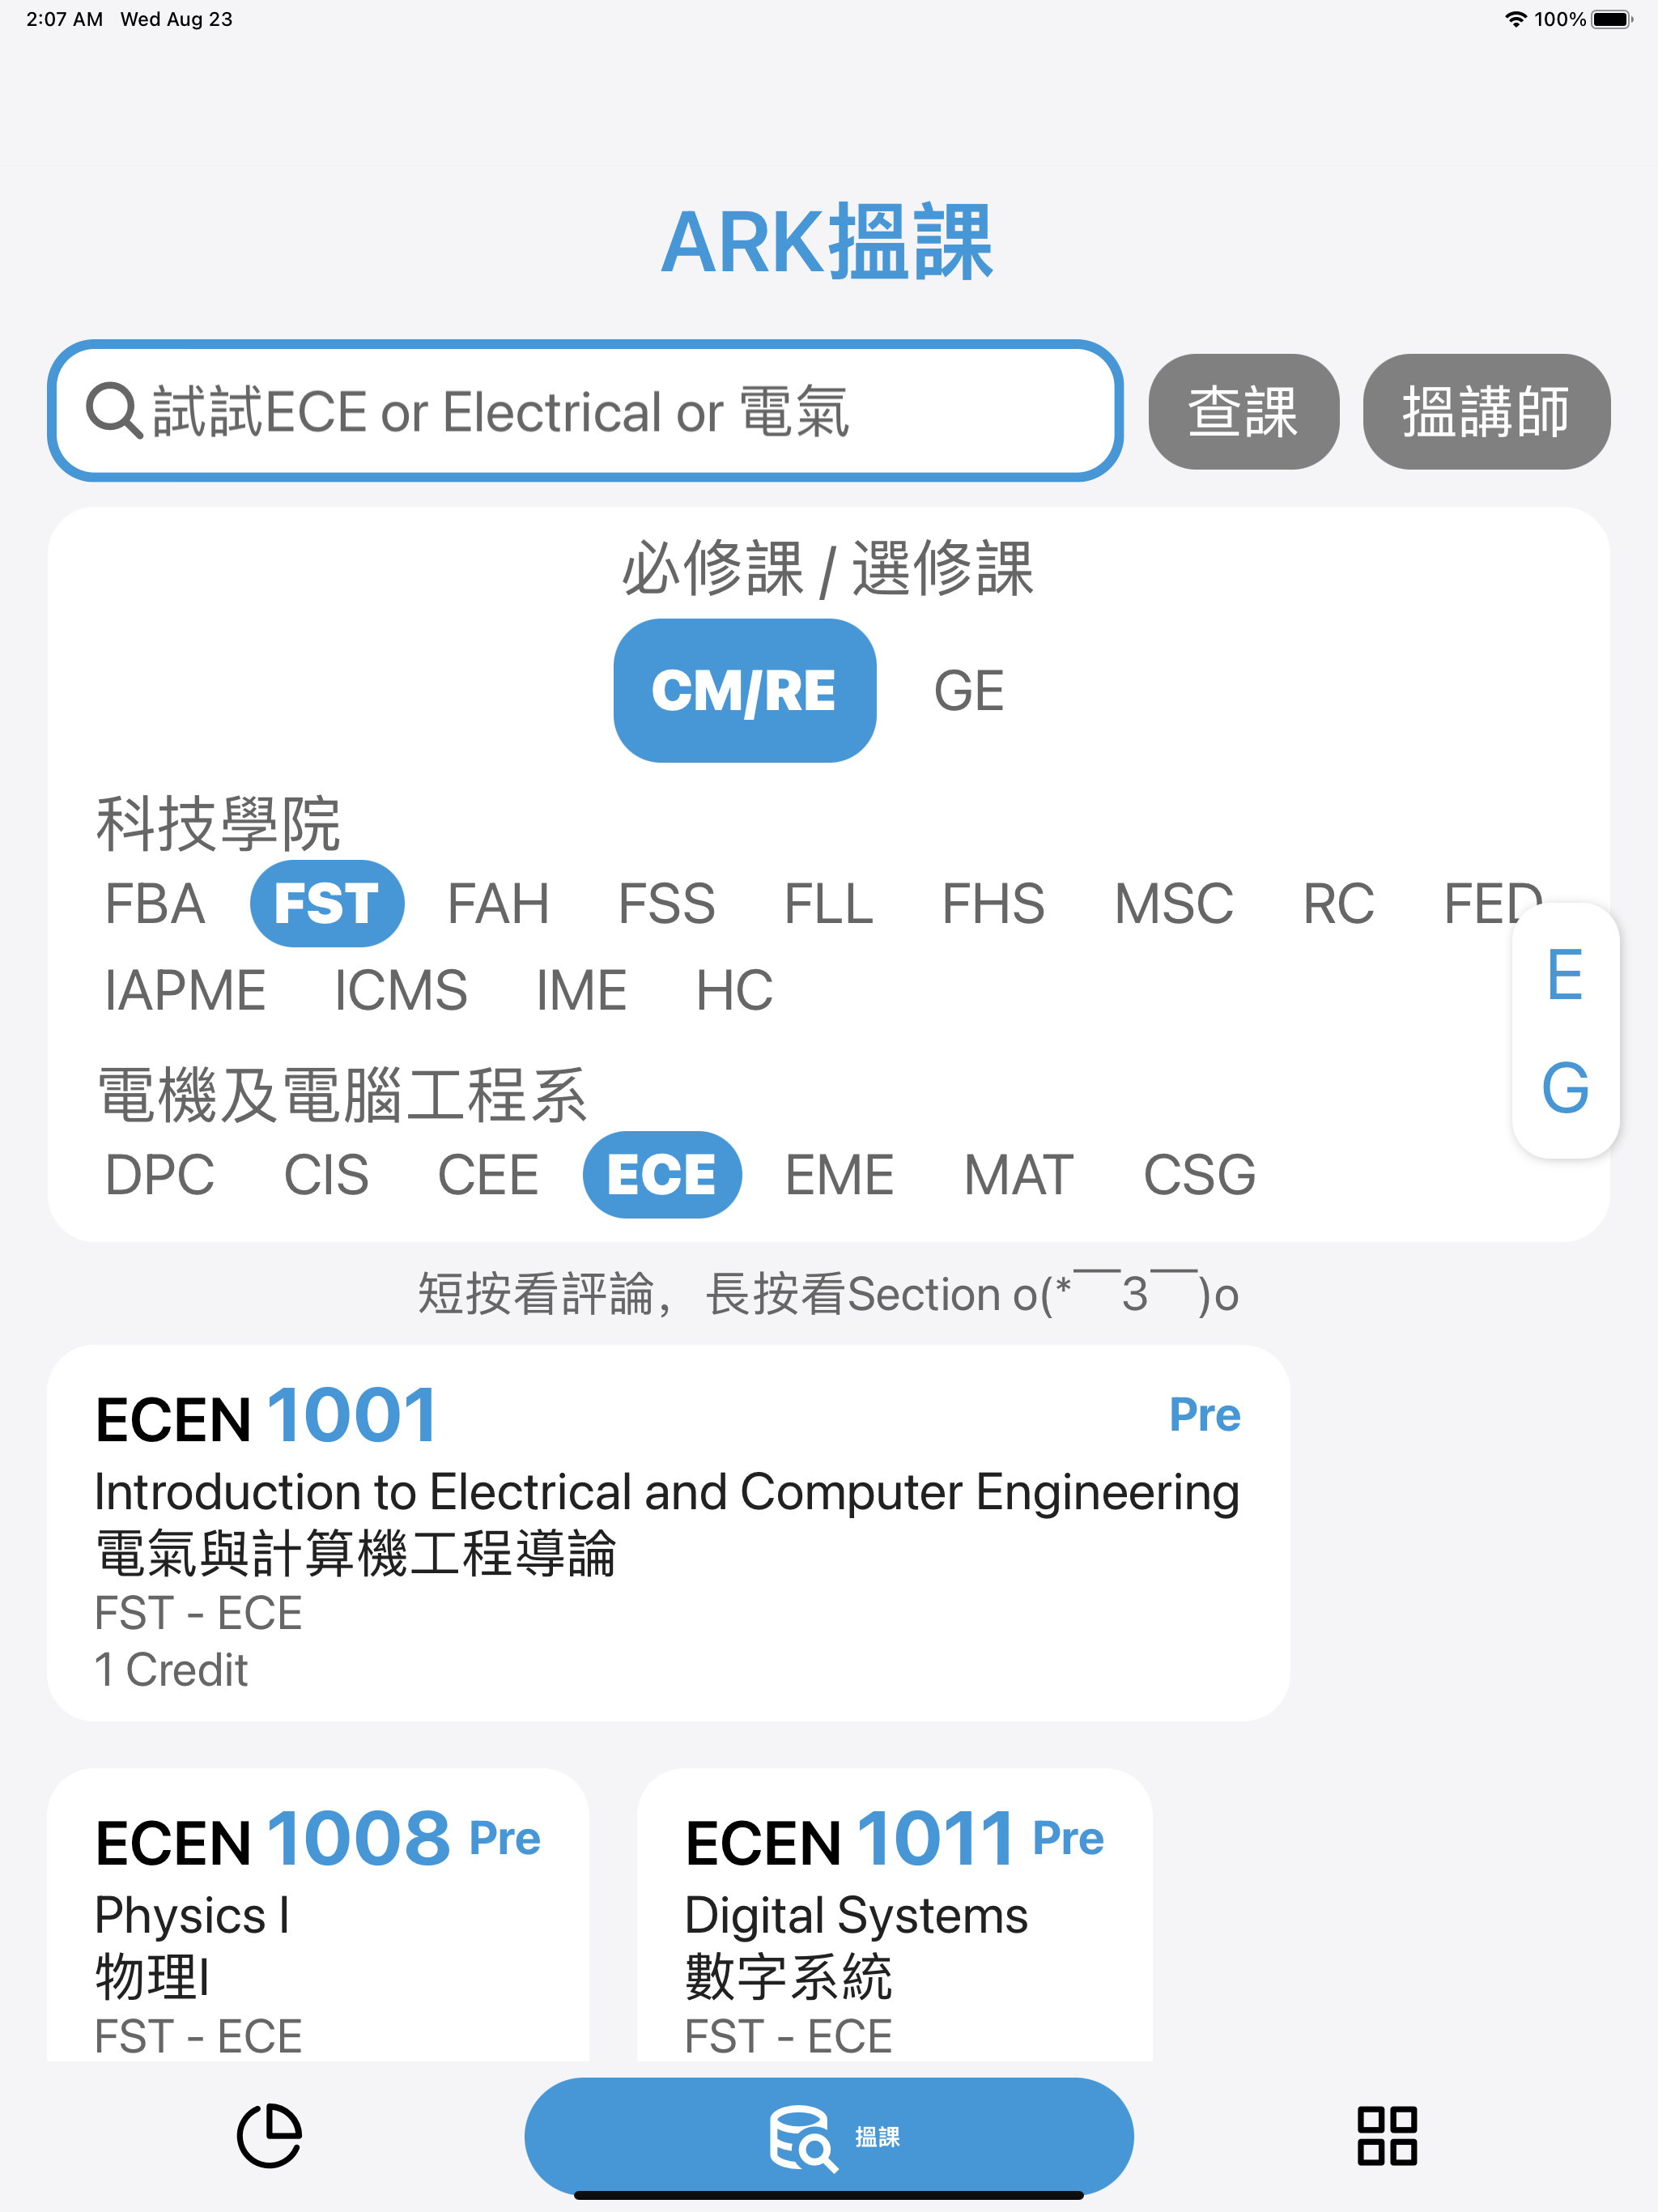 2:07 AM Wed Aug 23
100%
ARK搵課
試試ECE or Electrical or 電氣
查課
搵講師
必修課 / 選修課
CM/RE GE
科技學院
FBA FST FAH FSS FLL FHS MSC RC FED
IAPME ICMS IME HC
E
G
電機及電腦工程系
DPC CIS CEE ECE EME MAT CSG
短按看評論，長按看Section o(*￣3￣)o
ECEN 1001 Pre
Introduction to Electrical and Computer Engineering
電氣與計算機工程導論
FST - ECE
1 Credit
ECEN 1008 Pre
Physics I
物理I
FST - ECE
ECEN 1011 Pre
Digital Systems
數字系統
FST - ECE
搵課